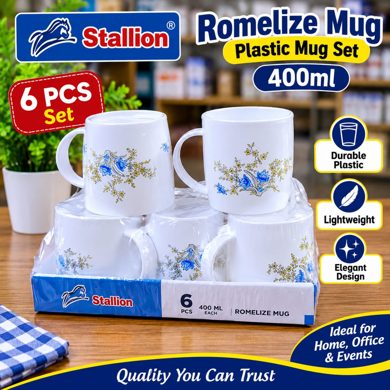 Stallion®
Romelize Mug
Plastic Mug Set
400ml
6 PCS
Set
Durable
Plastic
Lightweight
Elegant
Design
Stallion
6
PCS
400 ML
EACH
ROMELIZE MUG
Ideal for
Home, Office
& Events
Quality You Can Trust